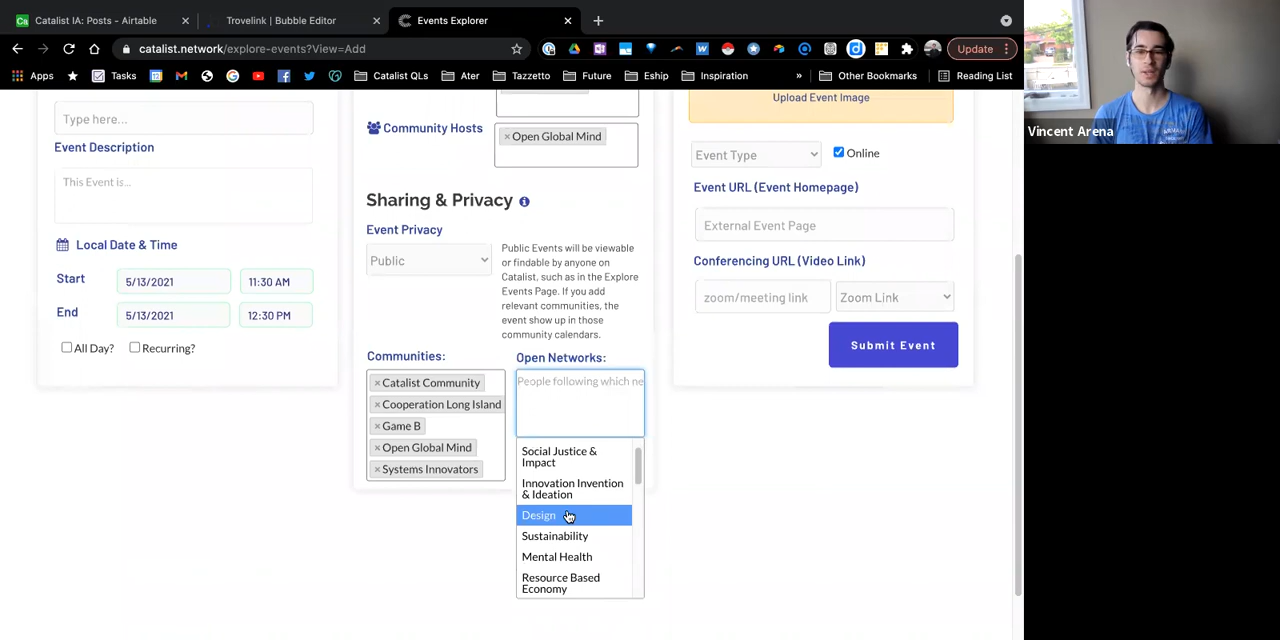 Catalist IA: Posts - Airtable
Trovelink | Bubble Editor
Events Explorer
catalist.network/explore-events?View=Add
Update
Apps
Tasks
Catalist QLs
Ater
Tazzetto
Future
Eship
Inspiration
»
Other Bookmarks
Reading List
Type here...
Event Description
This Event is...
Local Date & Time
Start
5/13/2021
11:30 AM
End
5/13/2021
12:30 PM
All Day?
Recurring?
Community Hosts
× Open Global Mind
Sharing & Privacy
Event Privacy
Public
Public Events will be viewable
or findable by anyone on
Catalist, such as in the Explore
Events Page. If you add
relevant communities, the
event show up in those
community calendars.
Communities:
× Catalist Community
× Cooperation Long Island
× Game B
× Open Global Mind
× Systems Innovators
Open Networks:
People following which ne
Social Justice &
Impact
Innovation Invention
& Ideation
Design
Sustainability
Mental Health
Resource Based
Economy
Upload Event Image
Event Type
Online
Event URL (Event Homepage)
External Event Page
Conferencing URL (Video Link)
zoom/meeting link
Zoom Link
Submit Event
Vincent Arena